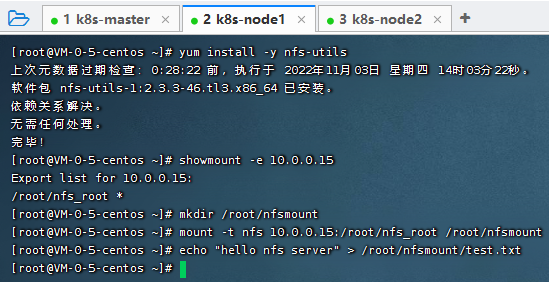 1 k8s-master
2 k8s-node1
3 k8s-node2
[root@VM-0-5-centos ~]# yum install -y nfs-utils
上次元数据过期检查：0:28:22 前，执行于 2022年11月03日 星期四 14时03分22秒。
软件包 nfs-utils-1:2.3.3-46.tl3.x86_64 已安装。
依赖关系解决。
无需任何处理。
完毕！
[root@VM-0-5-centos ~]# showmount -e 10.0.0.15
Export list for 10.0.0.15:
/root/nfs_root *
[root@VM-0-5-centos ~]# mkdir /root/nfsmount
[root@VM-0-5-centos ~]# mount -t nfs 10.0.0.15:/root/nfs_root /root/nfsmount
[root@VM-0-5-centos ~]# echo "hello nfs server" > /root/nfsmount/test.txt
[root@VM-0-5-centos ~]#